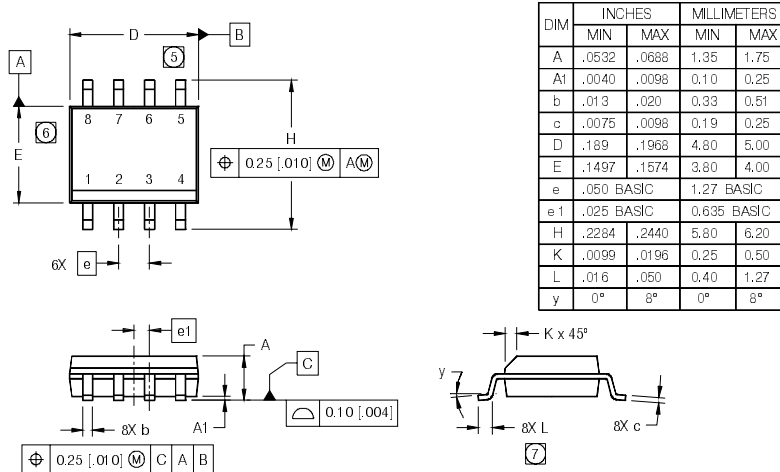 D
B
5
A
8 7 6 5
6
E
H
⌖ 0.25 [.010] Ⓜ AⓂ
1 2 3 4
6X e
DIM INCHES MILLIMETERS
MIN MAX MIN MAX
A .0532 .0688 1.35 1.75
A1 .0040 .0098 0.10 0.25
b .013 .020 0.33 0.51
c .0075 .0098 0.19 0.25
D .189 .1968 4.80 5.00
E .1497 .1574 3.80 4.00
e .050 BASIC 1.27 BASIC
e1 .025 BASIC 0.635 BASIC
H .2284 .2440 5.80 6.20
K .0099 .0196 0.25 0.50
L .016 .050 0.40 1.27
y 0° 8° 0° 8°
e1
A
C
A1
8X b
⌓ 0.10 [.004]
⌖ 0.25 [.010] Ⓜ C A B
K x 45°
y
8X L
8X c
7